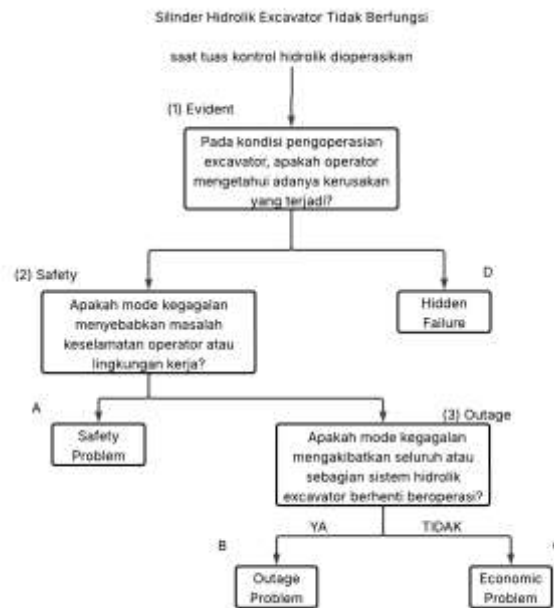 Silinder Hidrolik Excavator Tidak Berfungsi
saat tuas kontrol hidrolik dioperasikan
(1) Evident
Pada kondisi pengoperasian
excavator, apakah operator
mengetahui adanya kerusakan
yang terjadi?
(2) Safety
D
Apakah mode kegagalan
menyebabkan masalah
keselamatan operator atau
lingkungan kerja?
Hidden
Failure
A
Safety
Problem
(3) Outage
Apakah mode kegagalan
mengakibatkan seluruh atau
sebagian sistem hidrolik
excavator berhenti beroperasi?
YA
TIDAK
B
Outage
Problem
Economic
Problem